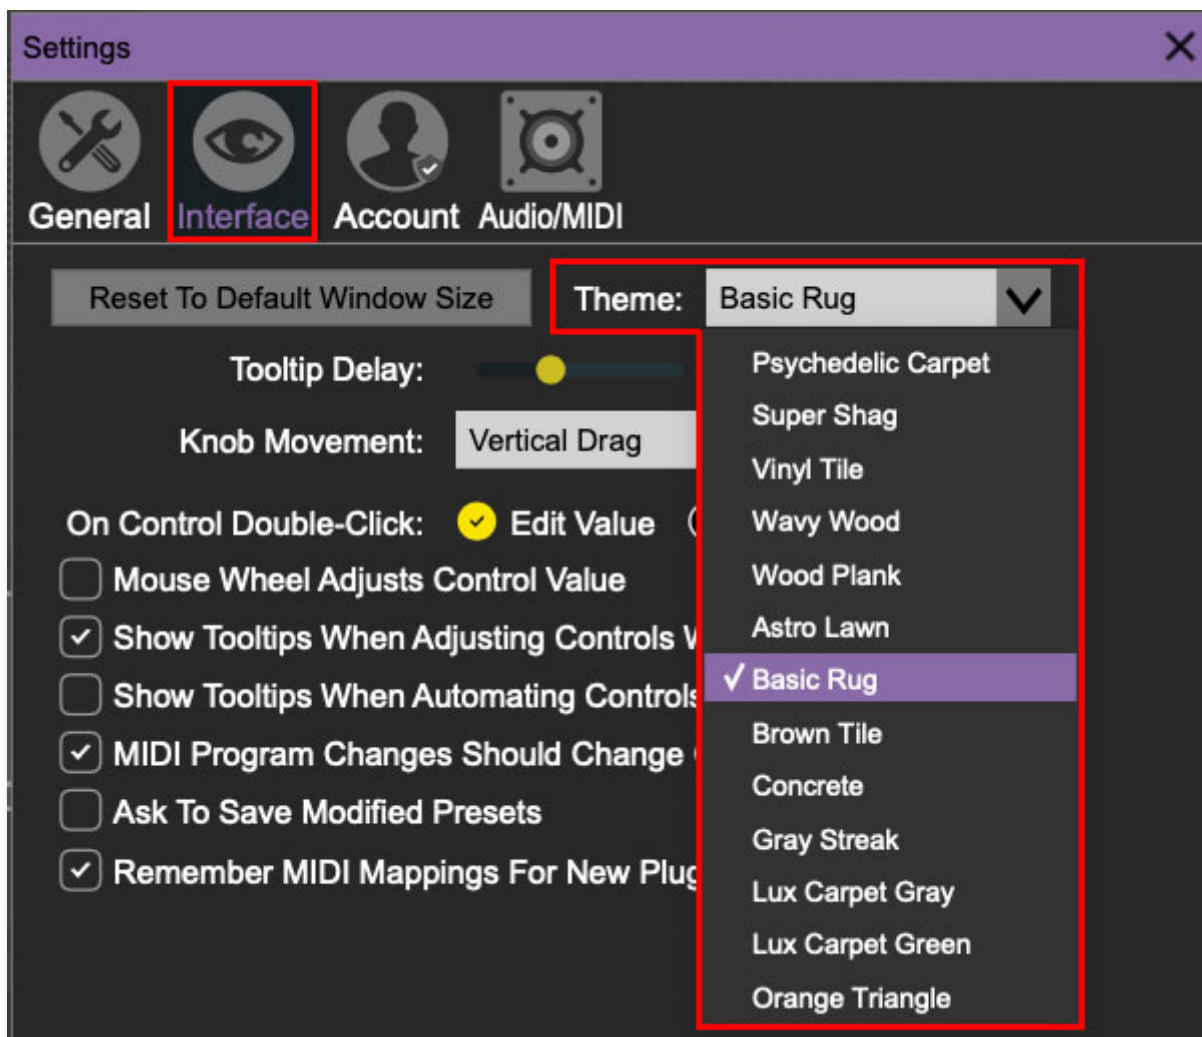 Settings
General Interface Account Audio/MIDI
Reset To Default Window Size Theme: Basic Rug
Tooltip Delay:
Knob Movement: Vertical Drag
On Control Double-Click: Edit Value
Mouse Wheel Adjusts Control Value
Show Tooltips When Adjusting Controls
Show Tooltips When Automating Controls
MIDI Program Changes Should Change
Ask To Save Modified Presets
Remember MIDI Mappings For New Plug
Psychedelic Carpet
Super Shag
Vinyl Tile
Wavy Wood
Wood Plank
Astro Lawn
Basic Rug
Brown Tile
Concrete
Gray Streak
Lux Carpet Gray
Lux Carpet Green
Orange Triangle